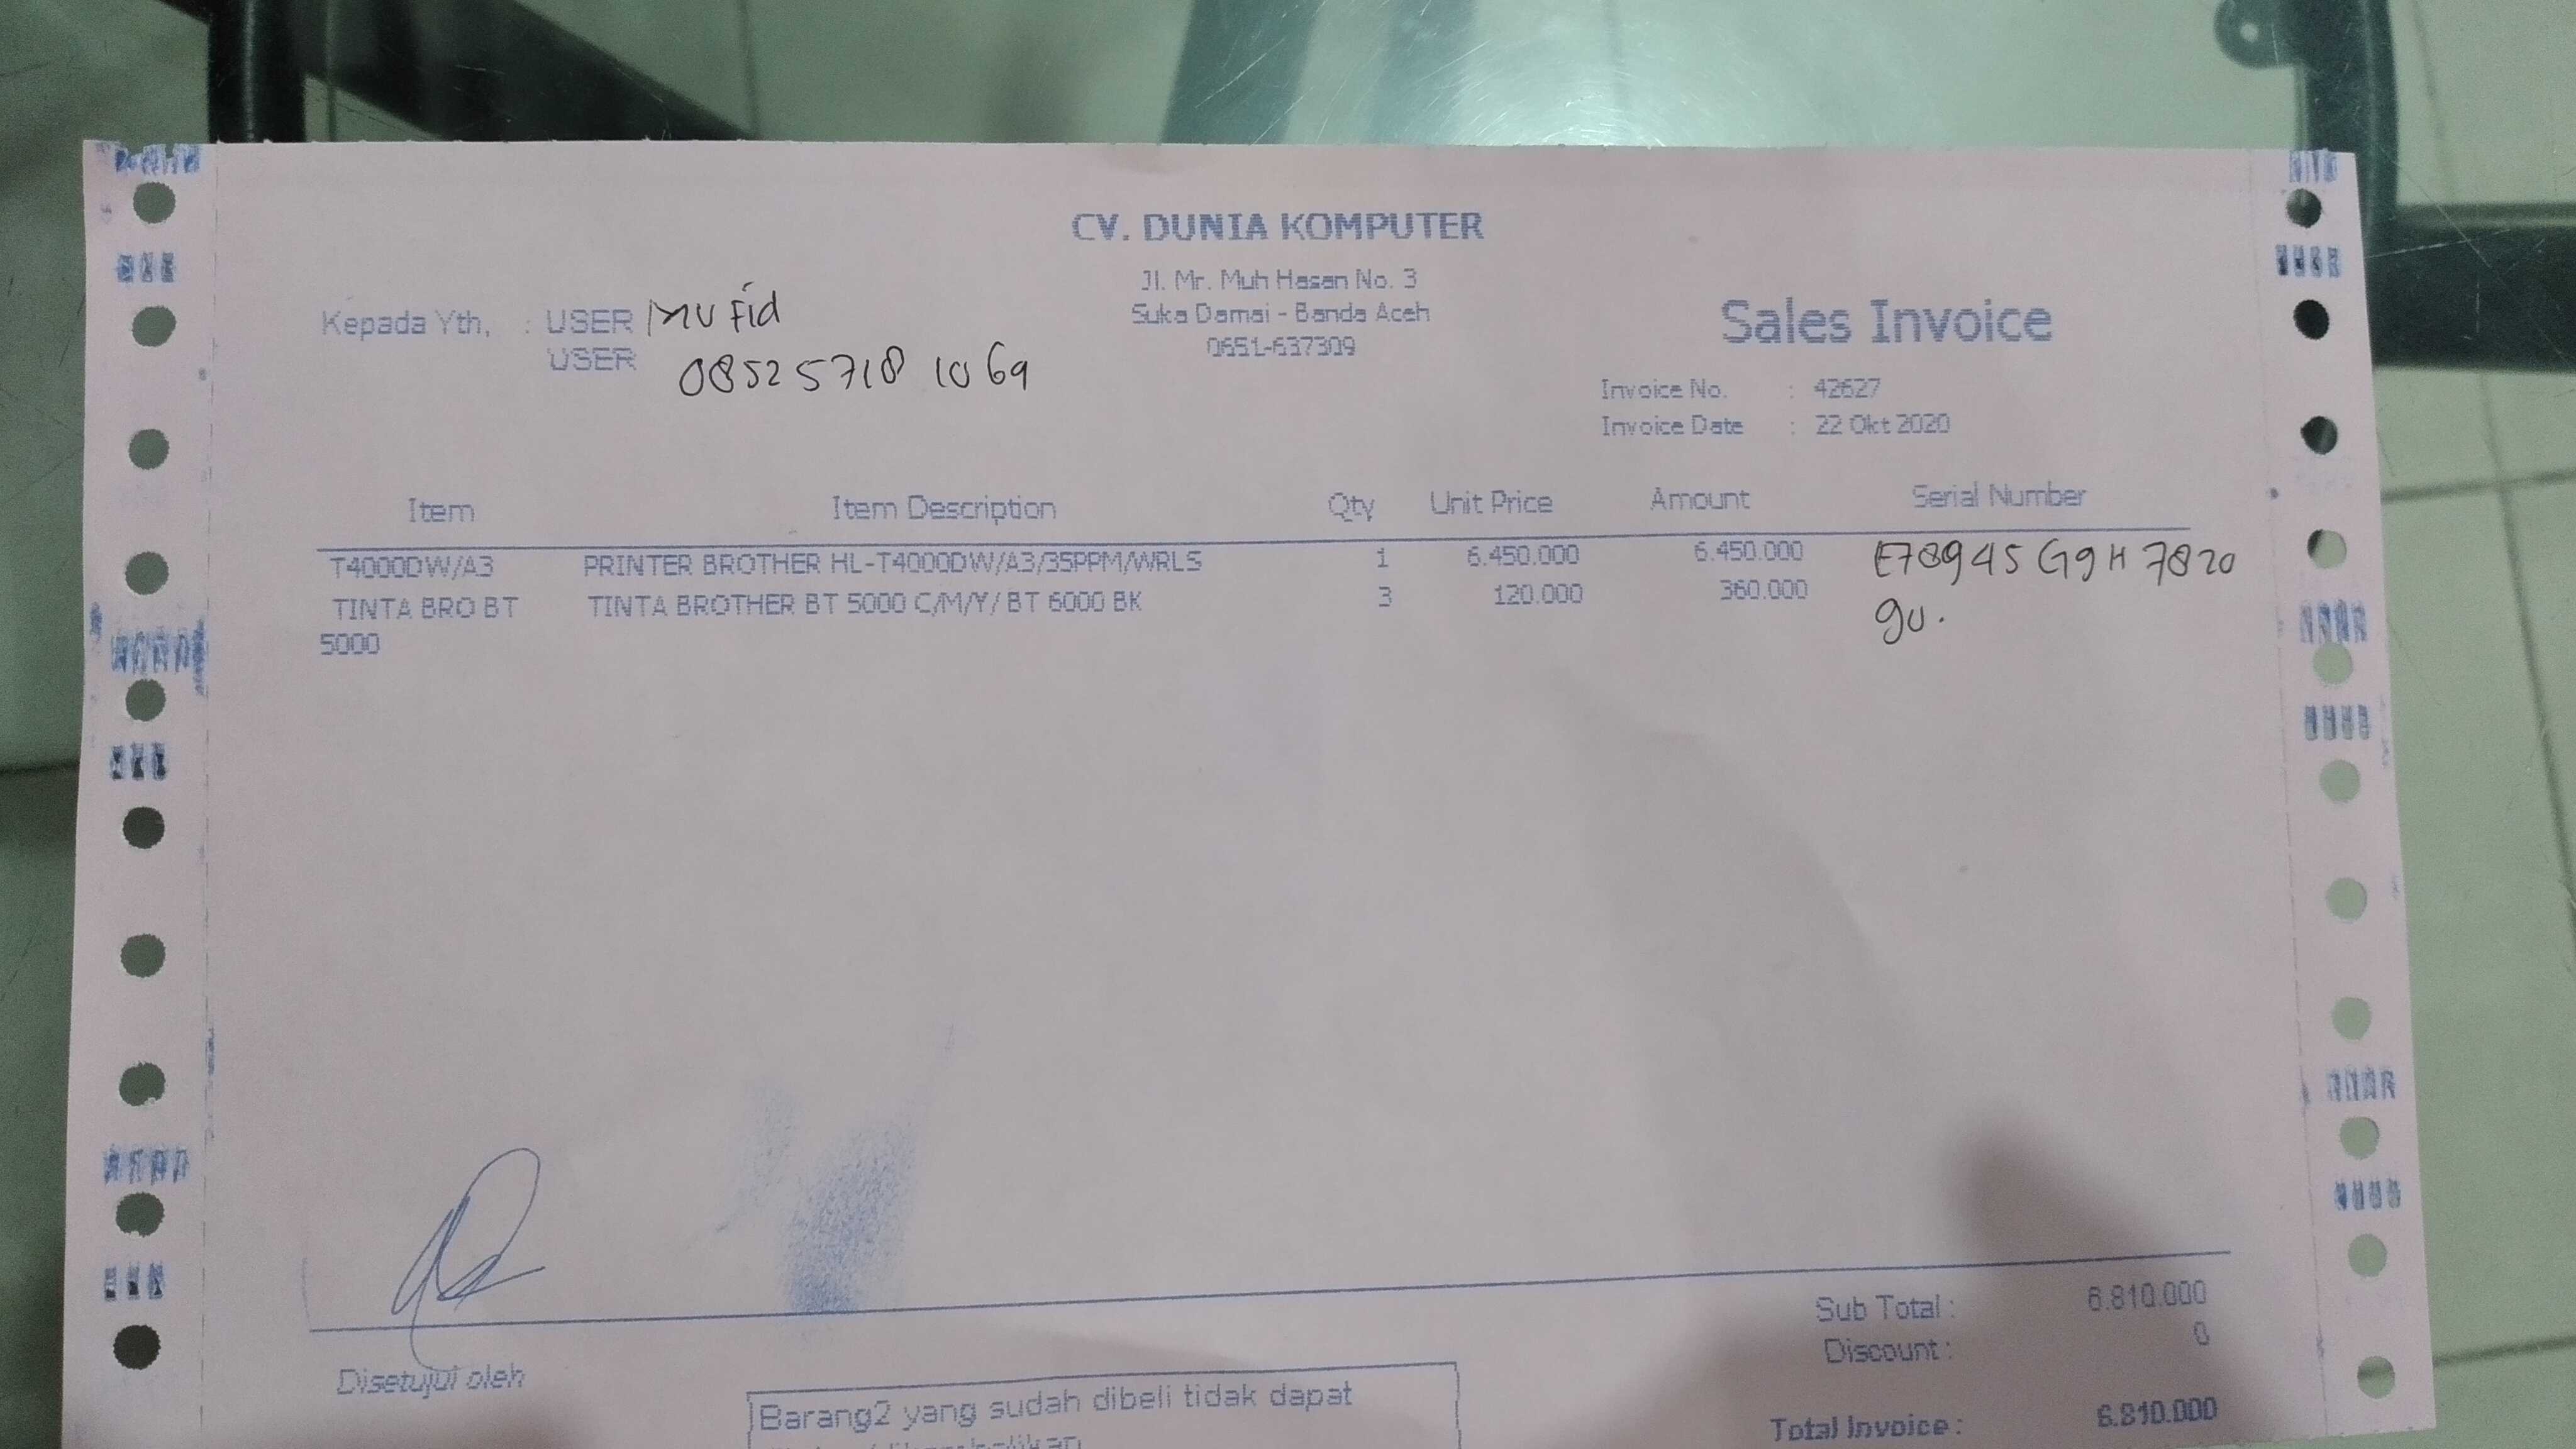 CV. DUNIA KOMPUTER
Jl. Mr. Muh Hasan No. 3
Suka Damai - Banda Aceh
0651-637309
Kepada Yth, : USER Mufid
USER 085257181069
Sales Invoice
Invoice No. : 42627
Invoice Date : 22 Okt 2020
Item Item Description Qty Unit Price Amount Serial Number
T4000DW/A3 PRINTER BROTHER HL-T4000DW/A3/35PPM/WRLS 1 6.450.000 6.450.000 E78945G9H7820
TINTA BRO BT TINTA BROTHER BT 5000 C/M/Y/ BT 6000 BK 3 120.000 360.000
5000
Sub Total : 6.810.000
Discount : 0
Total Invoice : 6.810.000
Disetujui oleh
Barang2 yang sudah dibeli tidak dapat